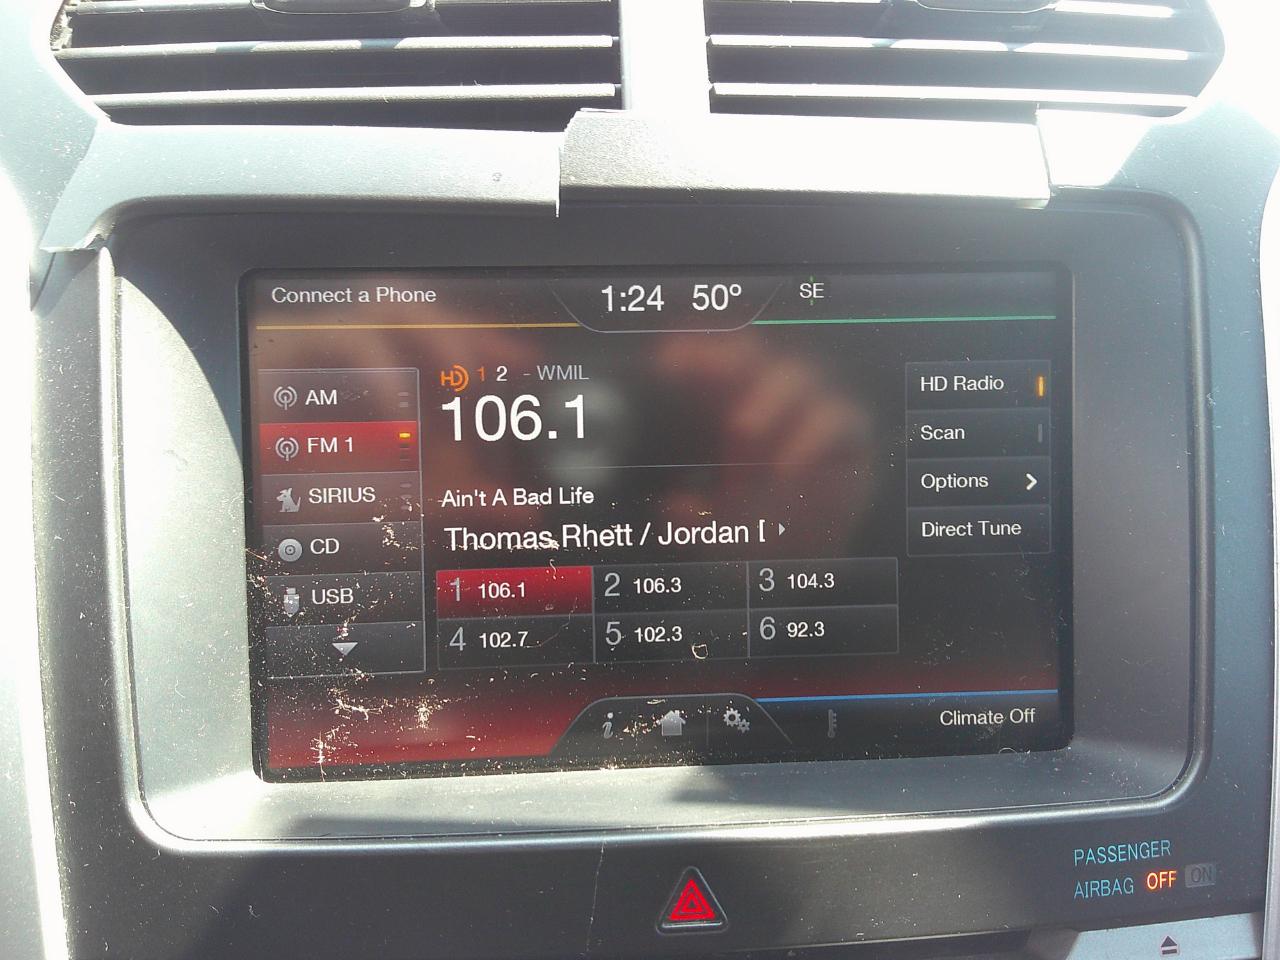 Connect a Phone
1:24 50° SE
HD 1 2 - WMIL
106.1
AM
FM 1
SIRIUS
CD
USB
Ain't A Bad Life
Thomas Rhett / Jordan [
1 106.1
2 106.3
3 104.3
4 102.7
5 102.3
6 92.3
HD Radio
Scan
Options
Direct Tune
i
Climate Off
PASSENGER
AIRBAG OFF ON